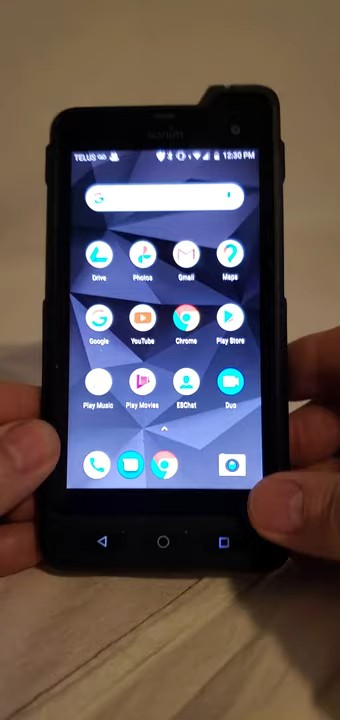 sonim
TELUS
12:30 PM
Drive Photos Gmail Maps
Google YouTube Chrome Play Store
Play Music Play Movies ESChat Duo